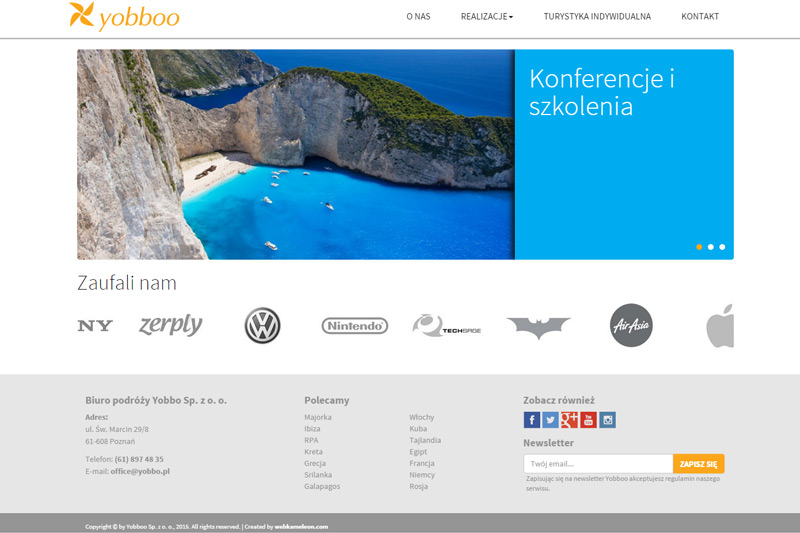 yobboo
O NAS
REALIZACJE
TURYSTYKA INDYWIDUALNA
KONTAKT
Konferencje i
szkolenia
Zaufali nam
NY
zerply
Nintendo
TECHSAGE
AirAsia
Biuro podróży Yobbo Sp. z o. o.
Adres:
ul. Św. Marcin 29/8
61-608 Poznań
Telefon: (61) 897 48 35
E-mail: office@yobbo.pl
Polecamy
Majorka
Ibiza
RPA
Kreta
Grecja
Srilanka
Galapagos
Włochy
Kuba
Tajlandia
Egipt
Francja
Niemcy
Rosja
Zobacz również
Newsletter
Twój email....
ZAPISZ SIĘ
Zapisując się na newsletter Yobboo akceptujesz regulamin naszego
serwisu.
Copyright © by Yobboo Sp. z o. o., 2015. All rights reserved. | Created by webkameleon.com